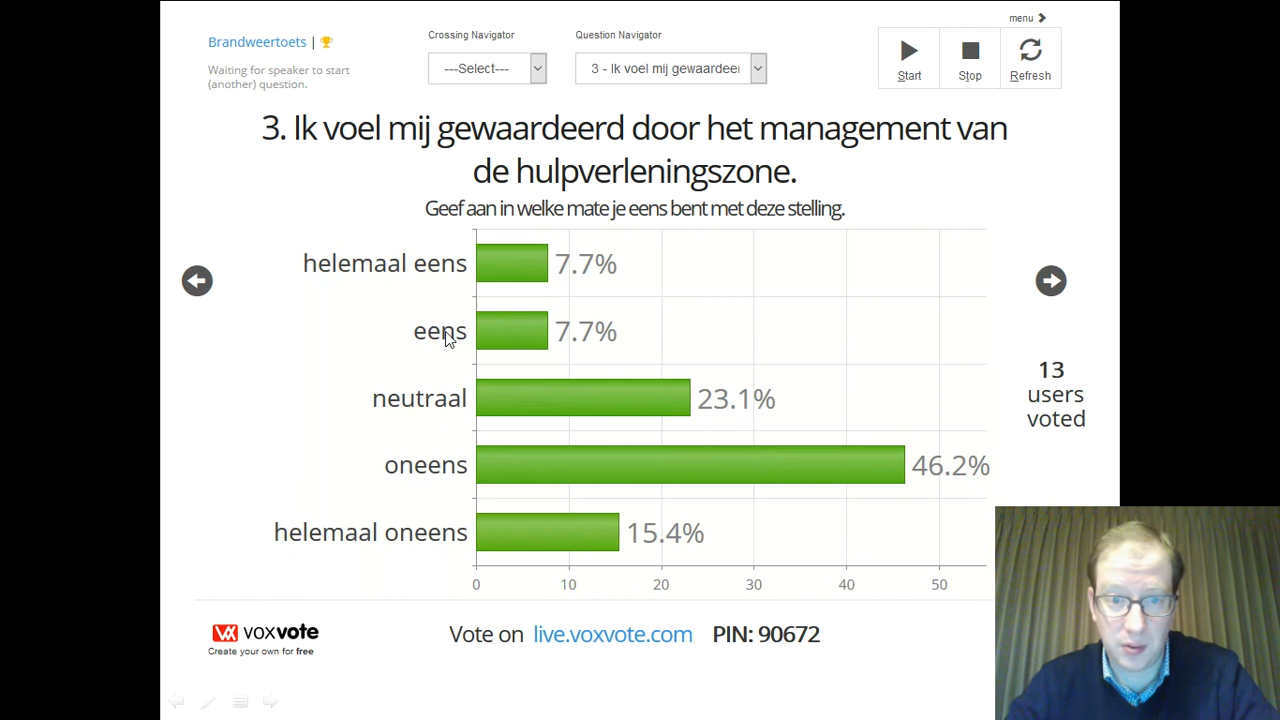 menu
Brandweertoets |
Crossing Navigator
Question Navigator
Waiting for speaker to start
(another) question.
---Select---
3 - Ik voel mij gewaardeer
Start
Stop
Refresh
3. Ik voel mij gewaardeerd door het management van
de hulpverleningszone.
Geef aan in welke mate je eens bent met deze stelling.
helemaal eens 7.7%
eens 7.7%
neutraal 23.1%
oneens 46.2%
helemaal oneens 15.4%
0 10 20 30 40 50
13
users
voted
voxvote
Create your own for free
Vote on live.voxvote.com PIN: 90672